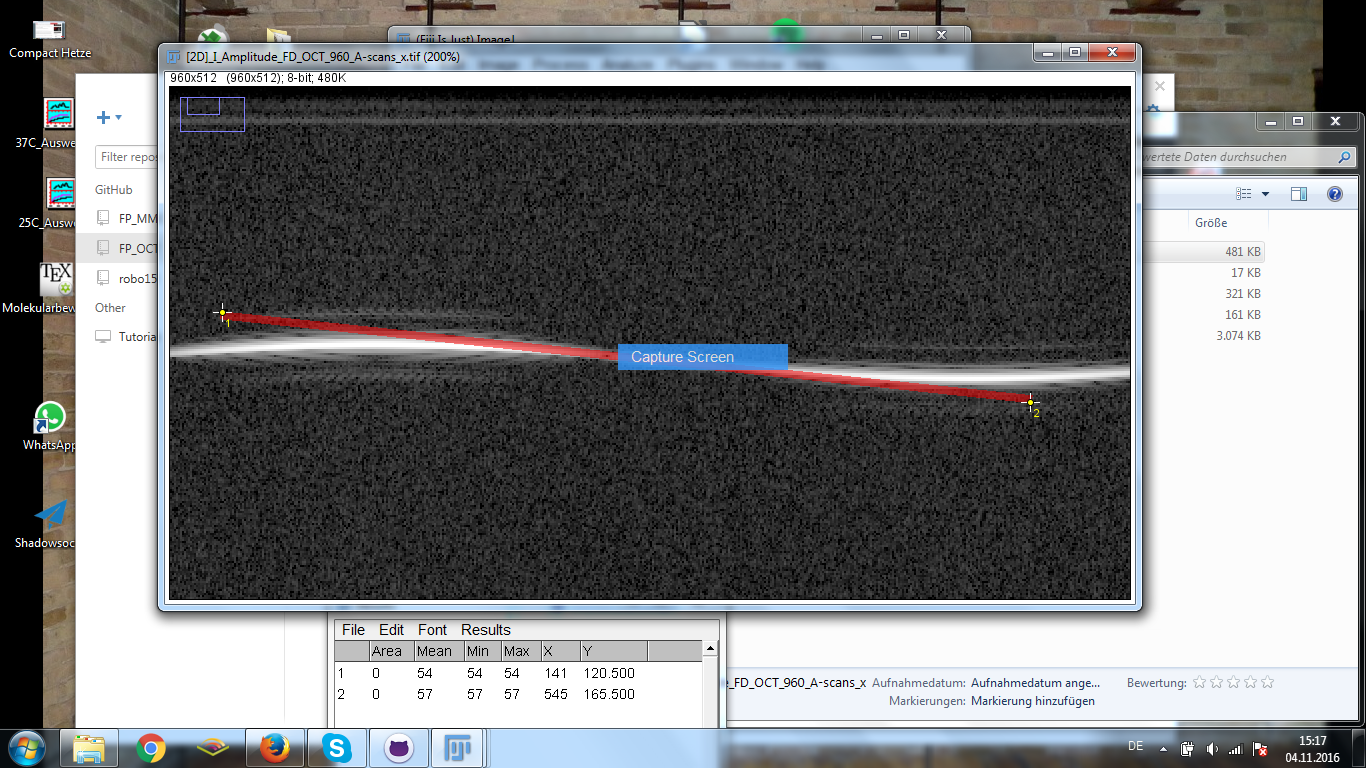 Compact Hetze
37C_Auswe
25C_Auswe
TEX
Molekularbew
WhatsApp
Shadowsoc
Filter repos
GitHub
FP_MM
FP_OCT
robo15
Other
Tutoria
(Fiji Is Just) ImageJ
[2D]_I_Amplitude_FD_OCT_960_A-scans_x.tif (200%)
960x512 (960x512); 8-bit; 480K
1
Capture Screen
2
wertete Daten durchsuchen
Größe
481 KB
17 KB
321 KB
161 KB
3.074 KB
File Edit Font Results
Area Mean Min Max X Y
1 0 54 54 54 141 120.500
2 0 57 57 57 545 165.500
e_FD_OCT_960_A-scans_x Aufnahmedatum: Aufnahmedatum ange... Bewertung:
Markierungen: Markierung hinzufügen
DE
15:17
04.11.2016